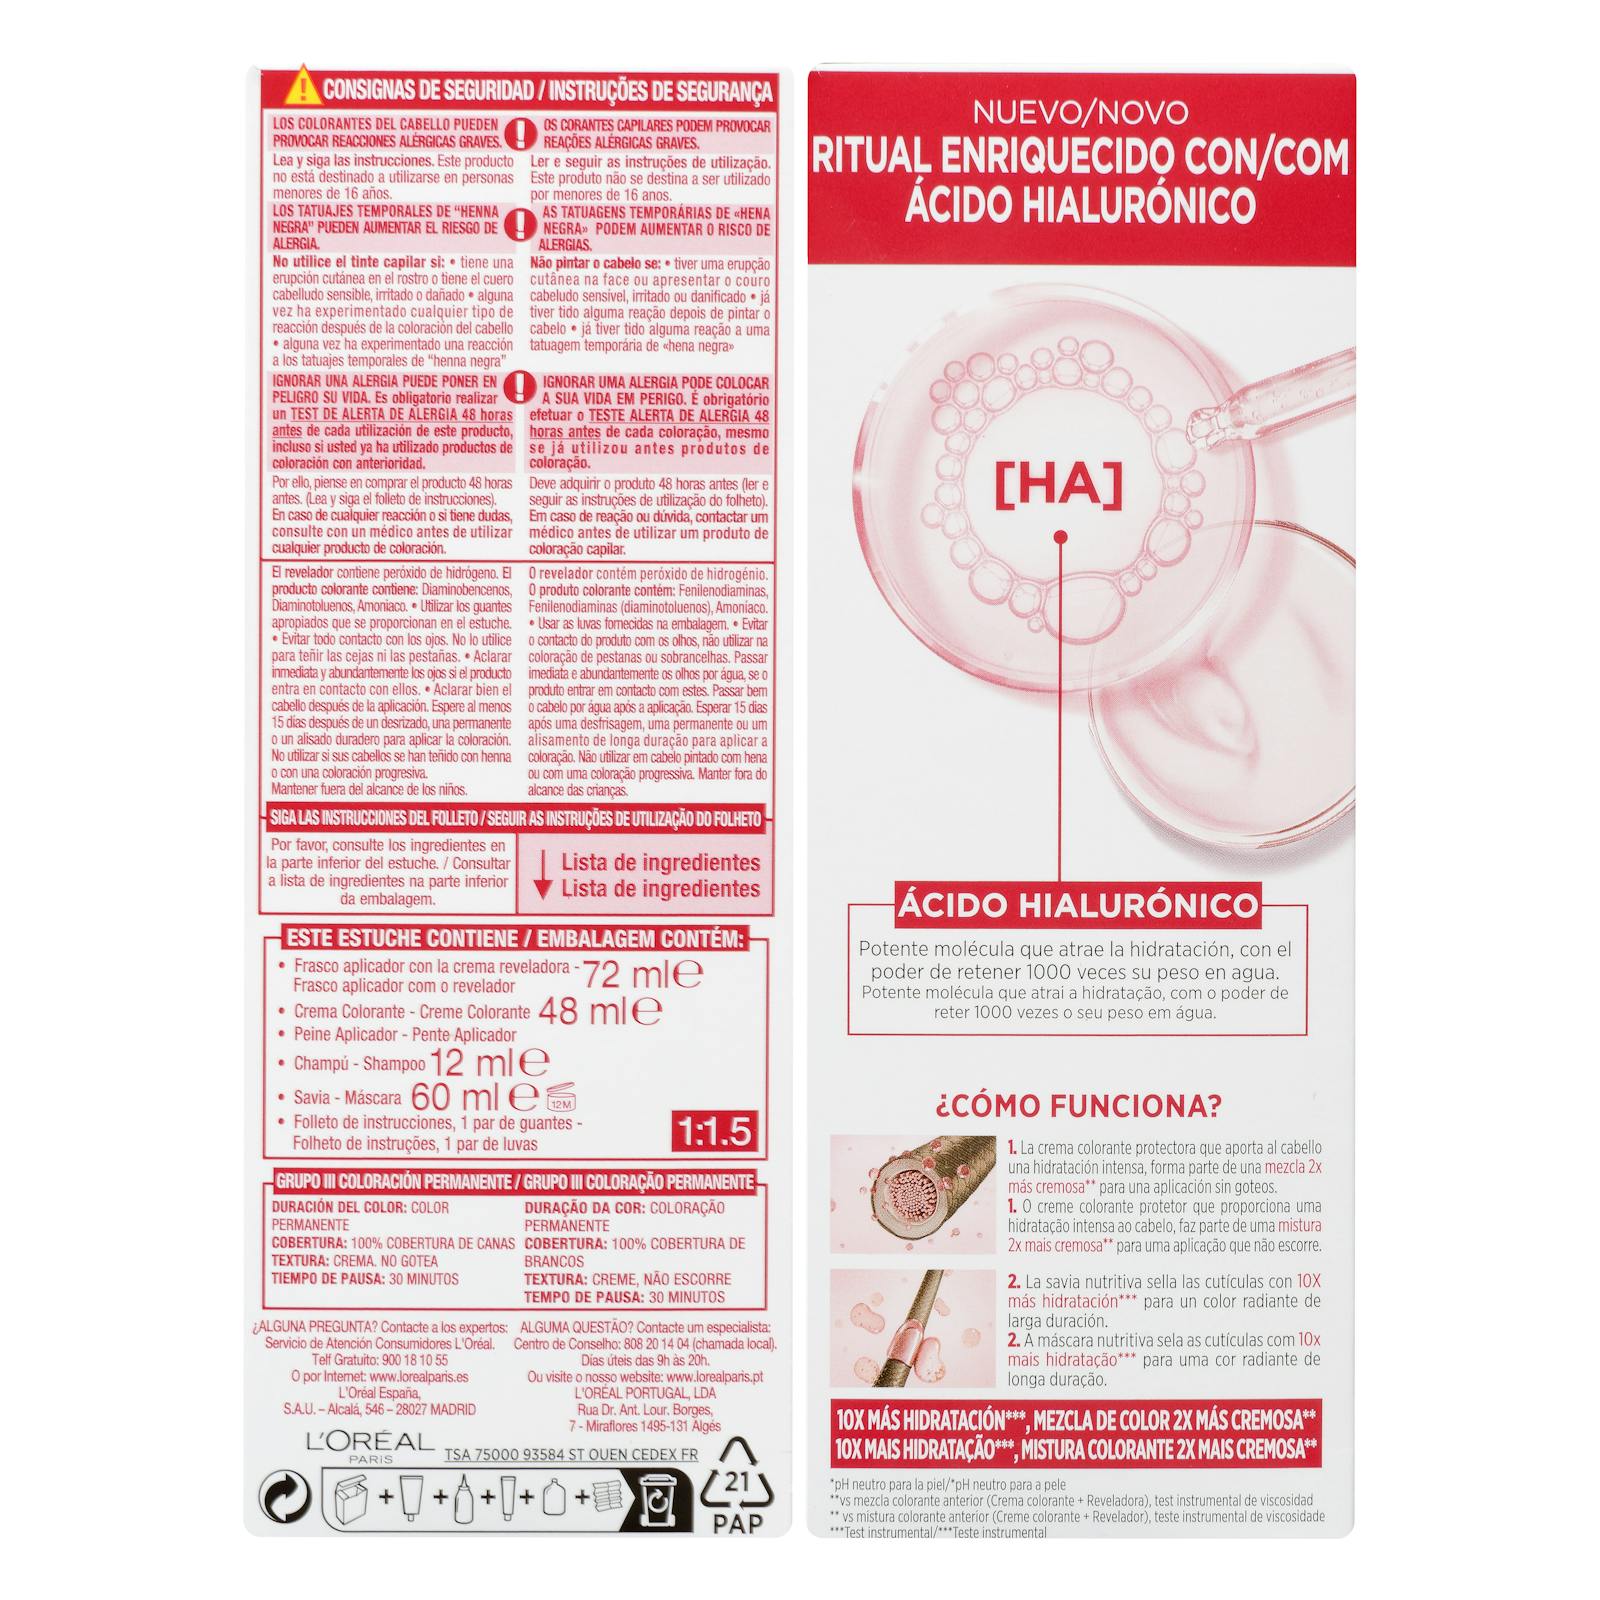 CONSIGNAS DE SEGURIDAD / INSTRUÇÕES DE SEGURANÇA
LOS COLORANTES DEL CABELLO PUEDEN
PROVOCAR REACCIONES ALÉRGICAS GRAVES.
Lea y siga las instrucciones. Este producto
no está destinado a utilizarse en personas
menores de 16 años.
LOS TATUAJES TEMPORALES DE "HENNA
NEGRA" PUEDEN AUMENTAR EL RIESGO DE
ALERGIA.
No utilice el tinte capilar si: • tiene una
erupción cutánea en el rostro o tiene el cuero
cabelludo sensible, irritado o dañado • alguna
vez ha experimentado cualquier tipo de
reacción después de la coloración del cabello
• alguna vez ha experimentado una reacción
a los tatuajes temporales de "henna negra"
IGNORAR UNA ALERGIA PUEDE PONER EN
PELIGRO SU VIDA. Es obligatorio realizar
un TEST DE ALERTA DE ALERGIA 48 horas
antes de cada utilización de este producto,
incluso si usted ya ha utilizado productos de
coloración con anterioridad.
Por ello, piense en comprar el producto 48 horas
antes. (Lea y siga el folleto de instrucciones).
En caso de cualquier reacción o si tiene dudas,
consulte con un médico antes de utilizar
cualquier producto de coloración.
OS CORANTES CAPILARES PODEM PROVOCAR
REAÇÕES ALÉRGICAS GRAVES.
Ler e seguir as instruções de utilização.
Este produto não se destina a ser utilizado
por menores de 16 anos.
AS TATUAGENS TEMPORÁRIAS DE «HENA
NEGRA» PODEM AUMENTAR O RISCO DE
ALERGIAS.
Não pintar o cabelo se: • tiver uma erupção
cutânea na face ou apresentar o couro
cabeludo sensível, irritado ou danificado • já
tiver tido alguma reação depois de pintar o
cabelo • já tiver tido alguma reação a uma
tatuagem temporária de «hena negra»
IGNORAR UMA ALERGIA PODE COLOCAR
A SUA VIDA EM PERIGO. É obrigatório
efetuar o TESTE ALERTA DE ALERGIA 48
horas antes de cada coloração, mesmo
se já utilizou antes produtos de
coloração.
Deve adquirir o produto 48 horas antes (ler e
seguir as instruções de utilização do folheto).
Em caso de reação ou dúvida, contactar um
médico antes de utilizar um produto de
coloração capilar.
El revelador contiene peróxido de hidrógeno. El
producto colorante contiene: Diaminobencenos,
Diaminotoluenos, Amoniaco. • Utilizar los guantes
apropiados que se proporcionan en el estuche.
• Evitar todo contacto con los ojos. No lo utilice
para teñir las cejas ni las pestañas. • Aclarar
inmediata y abundantemente los ojos si el producto
entra en contacto con ellos. • Aclarar bien el
cabello después de la aplicación. Espere al menos
15 días después de un desrizado, una permanente
o un alisado duradero para aplicar la coloración.
No utilizar si sus cabellos se han teñido con henna
o con una coloración progresiva.
Mantener fuera del alcance de los niños.
O revelador contém peróxido de hidrogénio.
O produto colorante contém: Fenilenodiaminas,
Fenilenodiaminas (diaminotoluenos), Amoníaco.
• Usar as luvas fornecidas na embalagem. • Evitar
o contacto do produto com os olhos, não utilizar na
coloração de pestanas ou sobrancelhas. Passar
imediata e abundantemente os olhos por água, se o
produto entrar em contacto com estes. Passar bem
o cabelo por água após a aplicação. Esperar 15 dias
após uma desfrisagem, uma permanente ou um
alisamento de longa duração para aplicar a
coloração. Não utilizar em cabelo pintado com hena
ou com uma coloração progressiva. Manter fora do
alcance das crianças.
SIGA LAS INSTRUCCIONES DEL FOLLETO / SEGUIR AS INSTRUÇÕES DE UTILIZAÇÃO DO FOLHETO
Por favor, consulte los ingredientes en
la parte inferior del estuche. / Consultar
a lista de ingredientes na parte inferior
da embalagem.
Lista de ingredientes
Lista de ingredientes
ESTE ESTUCHE CONTIENE / EMBALAGEM CONTÉM:
• Frasco aplicador con la crema reveladora - 72 ml e
Frasco aplicador com o revelador
• Crema Colorante - Creme Colorante 48 ml e
• Peine Aplicador - Pente Aplicador
• Champú - Shampoo 12 ml e
• Savia - Máscara 60 ml e 12M
• Folleto de instrucciones, 1 par de guantes -
Folheto de instruções, 1 par de luvas
1:1.5
GRUPO III COLORACIÓN PERMANENTE / GRUPO III COLORAÇÃO PERMANENTE
DURACIÓN DEL COLOR: COLOR
PERMANENTE
COBERTURA: 100% COBERTURA DE CANAS
TEXTURA: CREMA. NO GOTEA
TIEMPO DE PAUSA: 30 MINUTOS
DURAÇÃO DA COR: COLORAÇÃO
PERMANENTE
COBERTURA: 100% COBERTURA DE
BRANCOS
TEXTURA: CREME, NÃO ESCORRE
TEMPO DE PAUSA: 30 MINUTOS
¿ALGUNA PREGUNTA? Contacte a los expertos:
Servicio de Atención Consumidores L'Oréal.
Telf Gratuito: 900 18 10 55
O por Internet: www.lorealparis.es
L'Oréal España,
S.A.U. – Alcalá, 546 – 28027 MADRID
ALGUMA QUESTÃO? Contacte um especialista:
Centro de Conselho: 808 20 14 04 (chamada local).
Dias úteis das 9h às 20h.
Ou visite o nosso website: www.lorealparis.pt
L'ORÉAL PORTUGAL, LDA
Rua Dr. Ant. Lour. Borges,
7 - Miraflores 1495-131 Algés
L'ORÉAL
PARIS
TSA 75000 93584 ST OUEN CEDEX FR
21
PAP
NUEVO/NOVO
RITUAL ENRIQUECIDO CON/COM
ÁCIDO HIALURÓNICO
[HA]
ÁCIDO HIALURÓNICO
Potente molécula que atrae la hidratación, con el
poder de retener 1000 veces su peso en agua.
Potente molécula que atrai a hidratação, com o poder de
reter 1000 vezes o seu peso em água.
¿CÓMO FUNCIONA?
1. La crema colorante protectora que aporta al cabello
una hidratación intensa, forma parte de una mezcla 2x
más cremosa** para una aplicación sin goteos.
1. O creme colorante protetor que proporciona uma
hidratação intensa ao cabelo, faz parte de uma mistura
2x mais cremosa** para uma aplicação que não escorre.
2. La savia nutritiva sella las cutículas con 10X
más hidratación*** para un color radiante de
larga duración.
2. A máscara nutritiva sela as cutículas com 10x
mais hidratação*** para uma cor radiante de
longa duração.
10X MÁS HIDRATACIÓN***, MEZCLA DE COLOR 2X MÁS CREMOSA**
10X MAIS HIDRATAÇÃO***, MISTURA COLORANTE 2X MAIS CREMOSA**
*pH neutro para la piel/*pH neutro para a pele
**vs mezcla colorante anterior (Crema colorante + Reveladora), test instrumental de viscosidad
** vs mistura colorante anterior (Creme colorante + Revelador), teste instrumental de viscosidade
***Test instrumental/***Teste instrumental